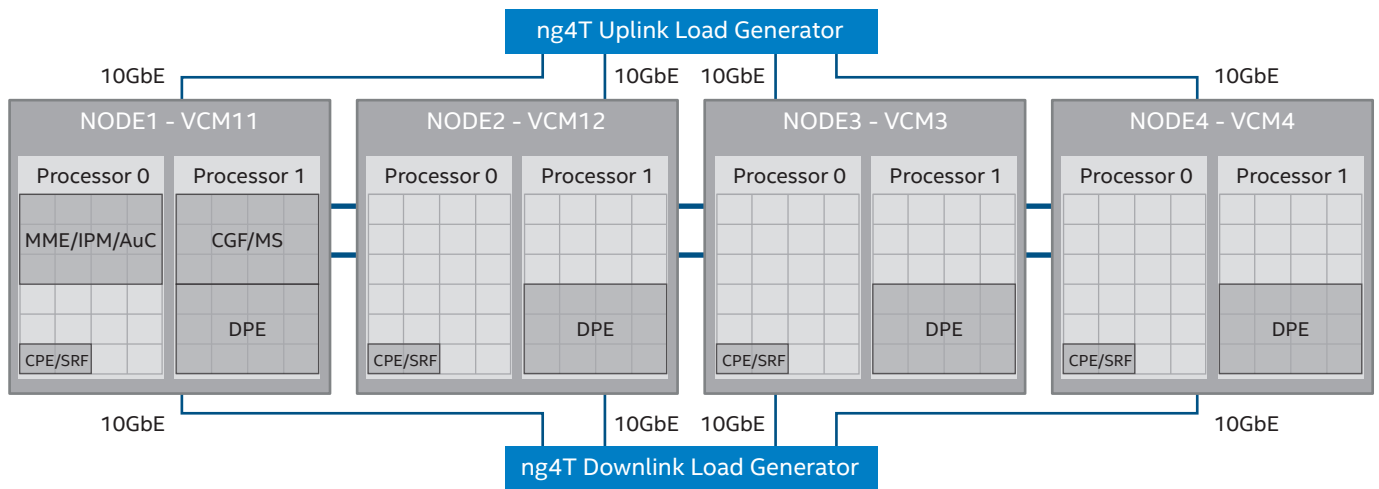 ng4T Uplink Load Generator
10GbE
10GbE
10GbE
10GbE
NODE1 - VCM11
NODE2 - VCM12
NODE3 - VCM3
NODE4 - VCM4
Processor 0
Processor 1
Processor 0
Processor 1
Processor 0
Processor 1
Processor 0
Processor 1
MME/IPM/AuC
CGF/MS
DPE
DPE
DPE
DPE
CPE/SRF
CPE/SRF
CPE/SRF
CPE/SRF
10GbE
10GbE
10GbE
10GbE
ng4T Downlink Load Generator